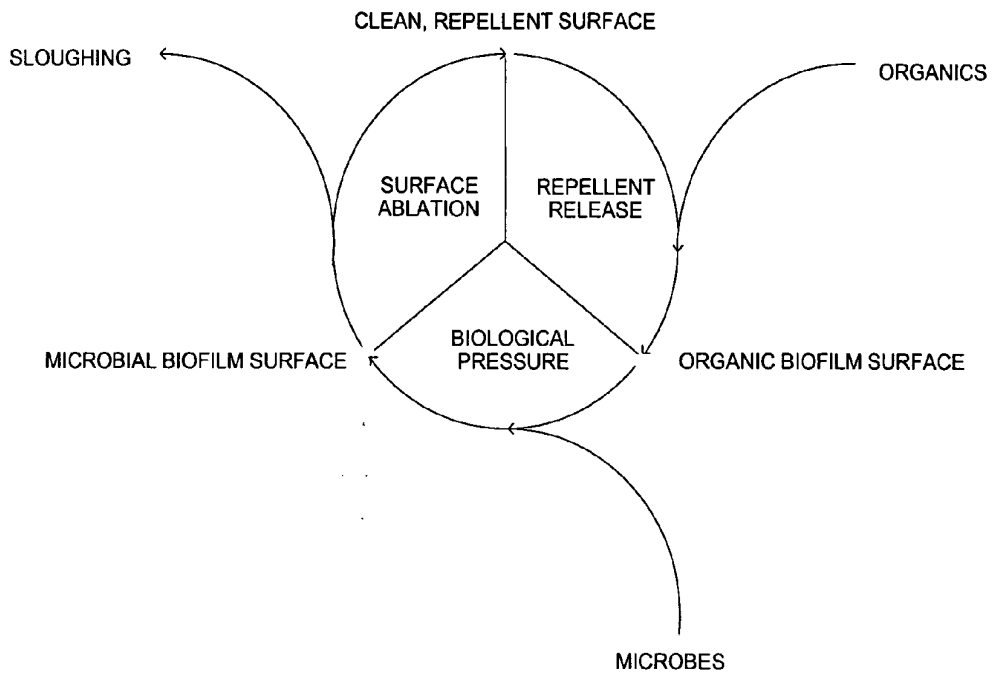 CLEAN, REPELLENT SURFACE
SLOUGHING
ORGANICS
SURFACE
ABLATION
REPELLENT
RELEASE
BIOLOGICAL
PRESSURE
MICROBIAL BIOFILM SURFACE
ORGANIC BIOFILM SURFACE
MICROBES